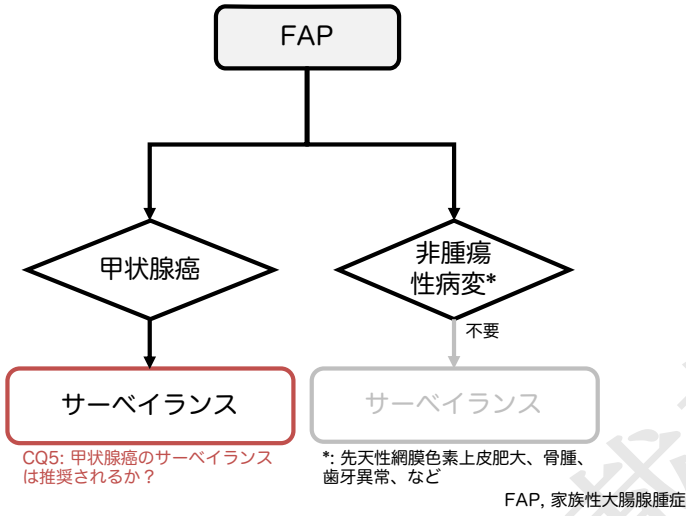 FAP
甲状腺癌
非腫瘍
性病変*
不要
サーベイランス
サーベイランス
CQ5: 甲状腺癌のサーベイランス
は推奨されるか？
*: 先天性網膜色素上皮肥大、骨腫、
歯牙異常、など
FAP, 家族性大腸腺腫症